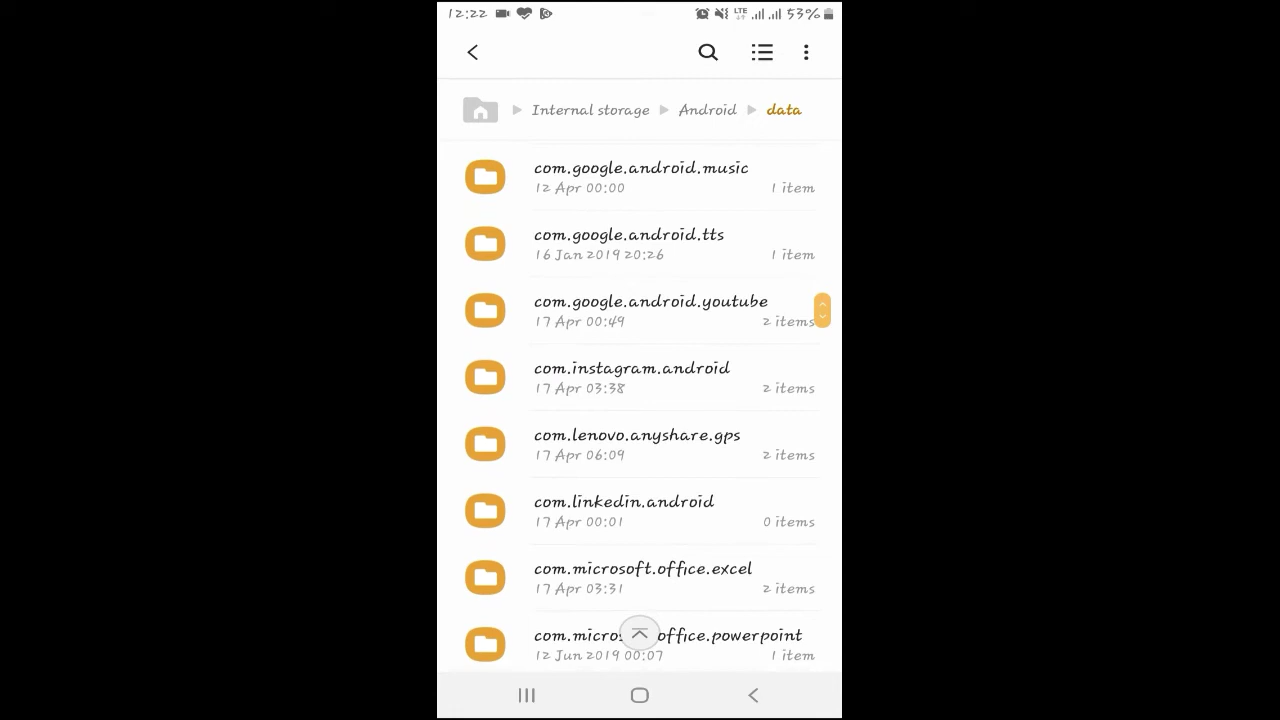 12:22 LTE 53%
Internal storage Android data
com.google.android.music
12 Apr 00:00 1 item
com.google.android.tts
16 Jan 2019 20:26 1 item
com.google.android.youtube
17 Apr 00:49 2 items
com.instagram.android
17 Apr 03:38 2 items
com.lenovo.anyshare.gps
17 Apr 06:09 2 items
com.linkedin.android
17 Apr 00:01 0 items
com.microsoft.office.excel
17 Apr 03:31 2 items
com.micros office.powerpoint
12 Jun 2019 00:07 1 item